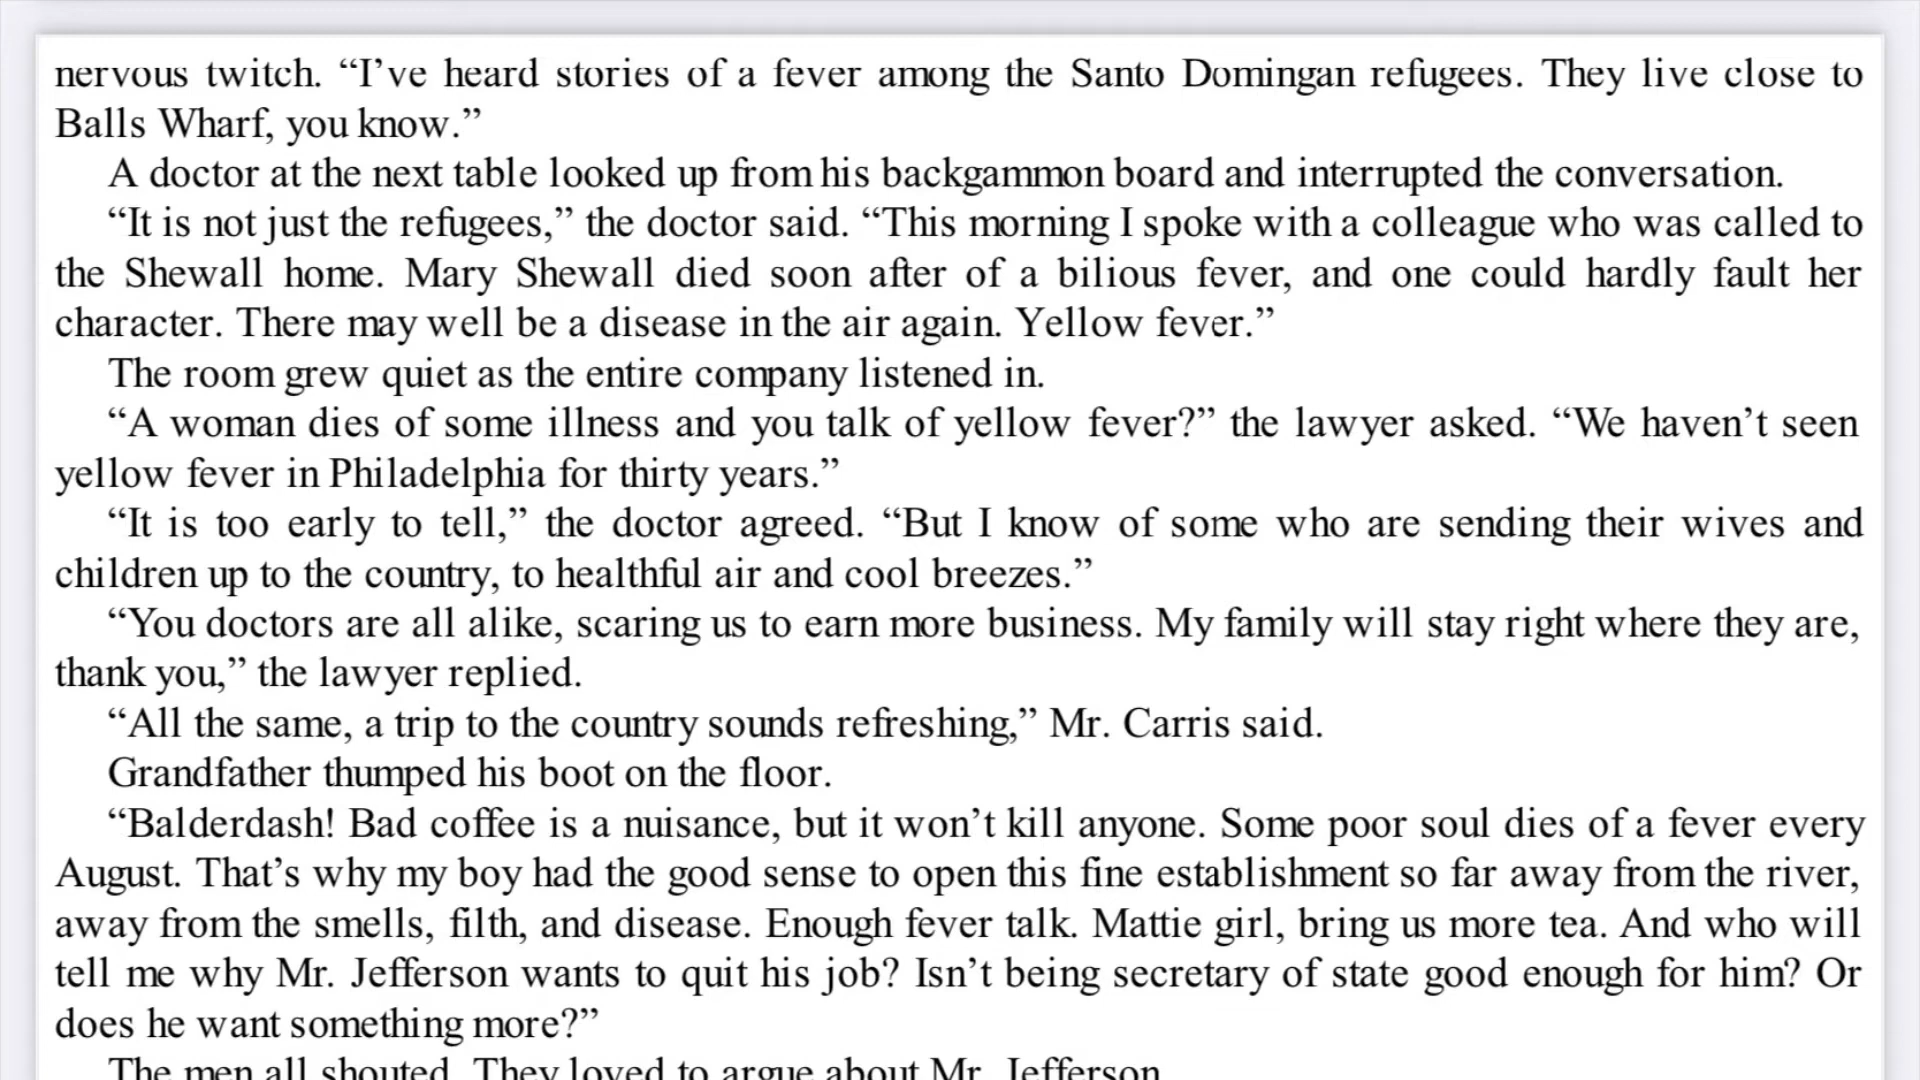 nervous twitch. “I’ve heard stories of a fever among the Santo Domingan refugees. They live close to
Balls Wharf, you know.”
A doctor at the next table looked up from his backgammon board and interrupted the conversation.
“It is not just the refugees,” the doctor said. “This morning I spoke with a colleague who was called to
the Shewall home. Mary Shewall died soon after of a bilious fever, and one could hardly fault her
character. There may well be a disease in the air again. Yellow fever.”
The room grew quiet as the entire company listened in.
“A woman dies of some illness and you talk of yellow fever?” the lawyer asked. “We haven’t seen
yellow fever in Philadelphia for thirty years.”
“It is too early to tell,” the doctor agreed. “But I know of some who are sending their wives and
children up to the country, to healthful air and cool breezes.”
“You doctors are all alike, scaring us to earn more business. My family will stay right where they are,
thank you,” the lawyer replied.
“All the same, a trip to the country sounds refreshing,” Mr. Carris said.
Grandfather thumped his boot on the floor.
“Balderdash! Bad coffee is a nuisance, but it won’t kill anyone. Some poor soul dies of a fever every
August. That’s why my boy had the good sense to open this fine establishment so far away from the river,
away from the smells, filth, and disease. Enough fever talk. Mattie girl, bring us more tea. And who will
tell me why Mr. Jefferson wants to quit his job? Isn’t being secretary of state good enough for him? Or
does he want something more?”
The men all shouted. They loved to argue about Mr. Jefferson.